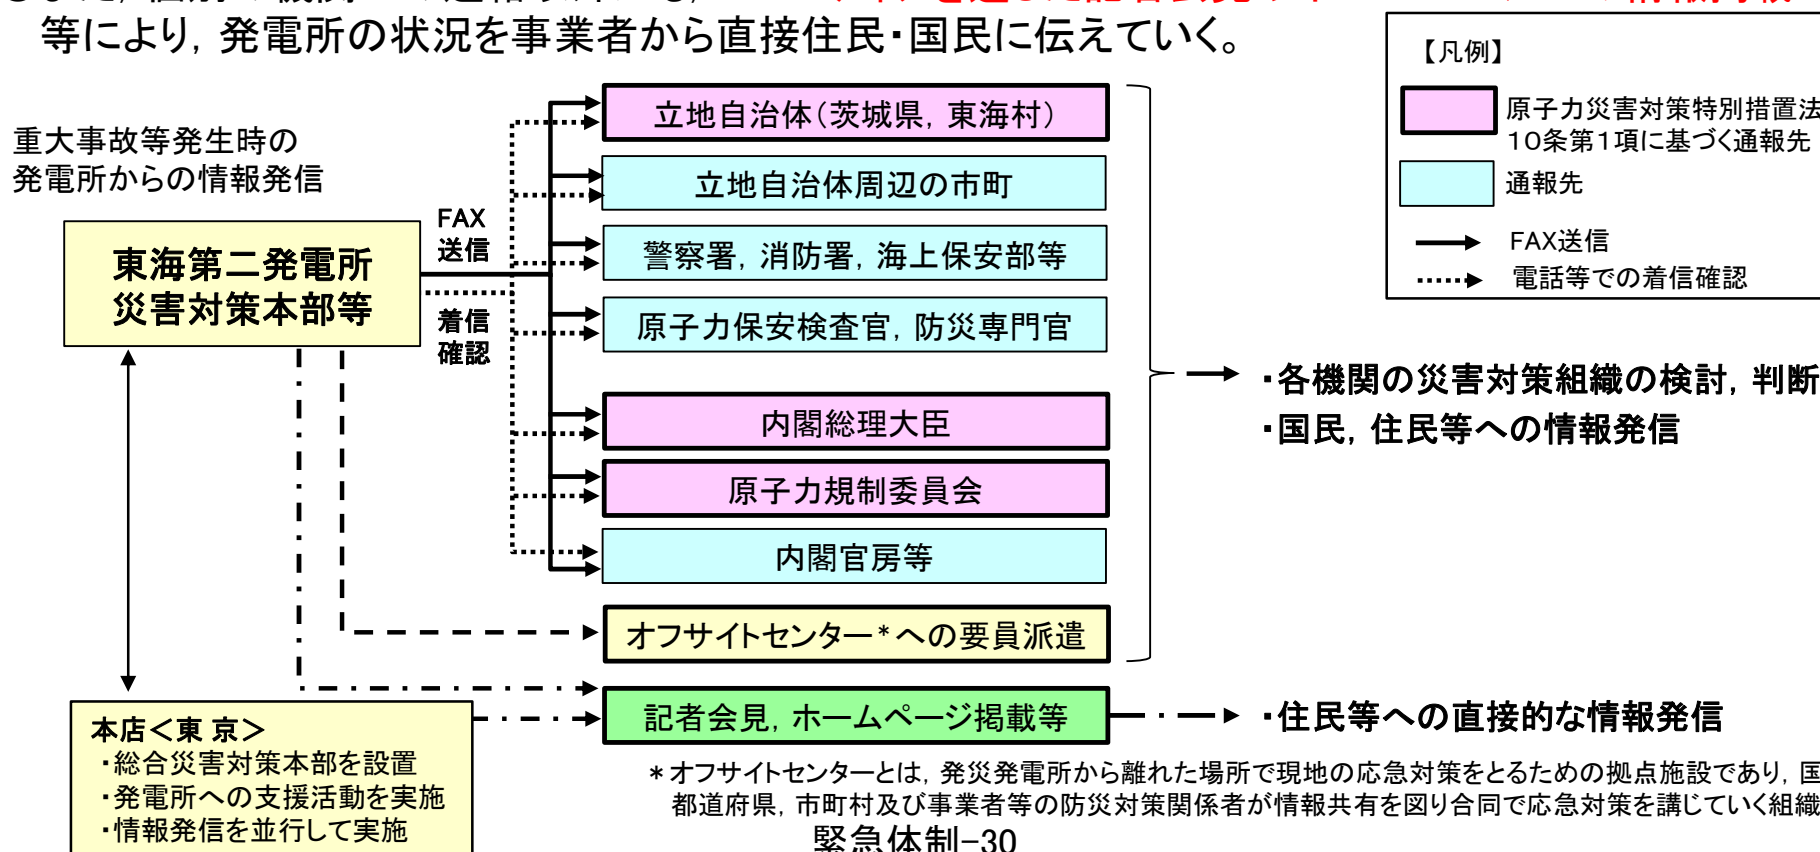 等により，発電所の状況を事業者から直接住民・国民に伝えていく。
重大事故等発生時の
発電所からの情報発信
東海第二発電所
災害対策本部等
FAX
送信
着信
確認
立地自治体（茨城県，東海村）
立地自治体周辺の市町
警察署，消防署，海上保安部等
原子力保安検査官，防災専門官
内閣総理大臣
原子力規制委員会
内閣官房等
オフサイトセンター＊への要員派遣
記者会見，ホームページ掲載等
【凡例】
原子力災害対策特別措置法
10条第1項に基づく通報先
通報先
FAX送信
電話等での着信確認
・各機関の災害対策組織の検討，判断
・国民，住民等への情報発信
・住民等への直接的な情報発信
本店＜東 京＞
・総合災害対策本部を設置
・発電所への支援活動を実施
・情報発信を並行して実施
＊オフサイトセンターとは，発災発電所から離れた場所で現地の応急対策をとるための拠点施設であり，国
都道府県，市町村及び事業者等の防災対策関係者が情報共有を図り合同で応急対策を講じていく組織
緊急体制-30